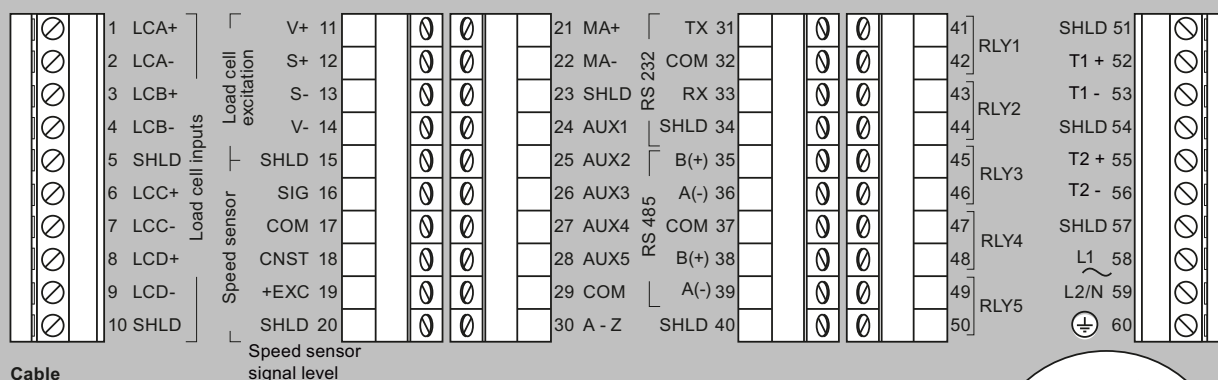 1 LCA+
2 LCA-
3 LCB+
4 LCB-
5 SHLD
6 LCC+
7 LCC-
8 LCD+
9 LCD-
10 SHLD
Load cell inputs
Load cell
excitation
Speed sensor
V+ 11
S+ 12
S- 13
V- 14
SHLD 15
SIG 16
COM 17
CNST 18
+EXC 19
SHLD 20
21 MA+
22 MA-
23 SHLD
24 AUX1
25 AUX2
26 AUX3
27 AUX4
28 AUX5
29 COM
30 A - Z
RS 232
RS 485
TX 31
COM 32
RX 33
SHLD 34
B(+) 35
A(-) 36
COM 37
B(+) 38
A(-) 39
SHLD 40
41
42
RLY1
43
44
RLY2
45
46
RLY3
47
48
RLY4
49
50
RLY5
SHLD 51
T1 + 52
T1 - 53
SHLD 54
T2 + 55
T2 - 56
SHLD 57
L1 58
L2/N 59
60
Speed sensor
signal level
Cable